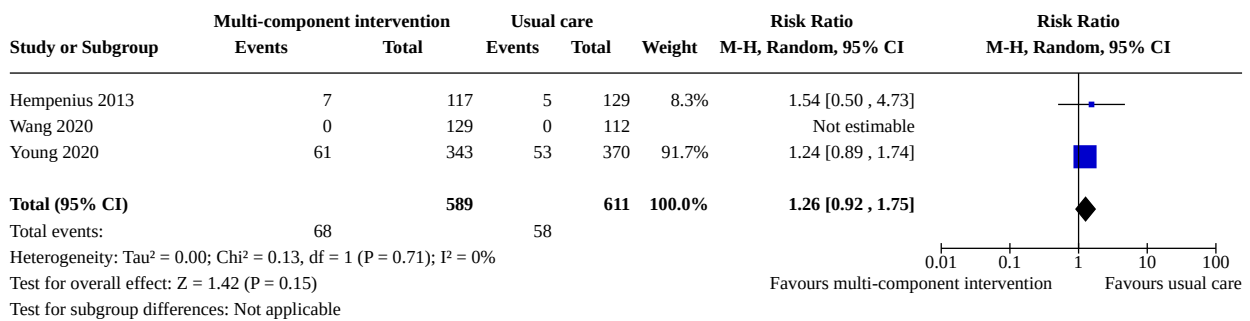 Multi-component intervention Usual care Risk Ratio Risk Ratio
Study or Subgroup Events Total Events Total Weight M-H, Random, 95% CI M-H, Random, 95% CI
Hempenius 2013 7 117 5 129 8.3% 1.54 [0.50 , 4.73]
Wang 2020 0 129 0 112 Not estimable
Young 2020 61 343 53 370 91.7% 1.24 [0.89 , 1.74]
Total (95% CI) 589 611 100.0% 1.26 [0.92 , 1.75]
Total events: 68 58
Heterogeneity: Tau² = 0.00; Chi² = 0.13, df = 1 (P = 0.71); I² = 0%
0.01 0.1 1 10 100
Test for overall effect: Z = 1.42 (P = 0.15) Favours multi-component intervention Favours usual care
Test for subgroup differences: Not applicable